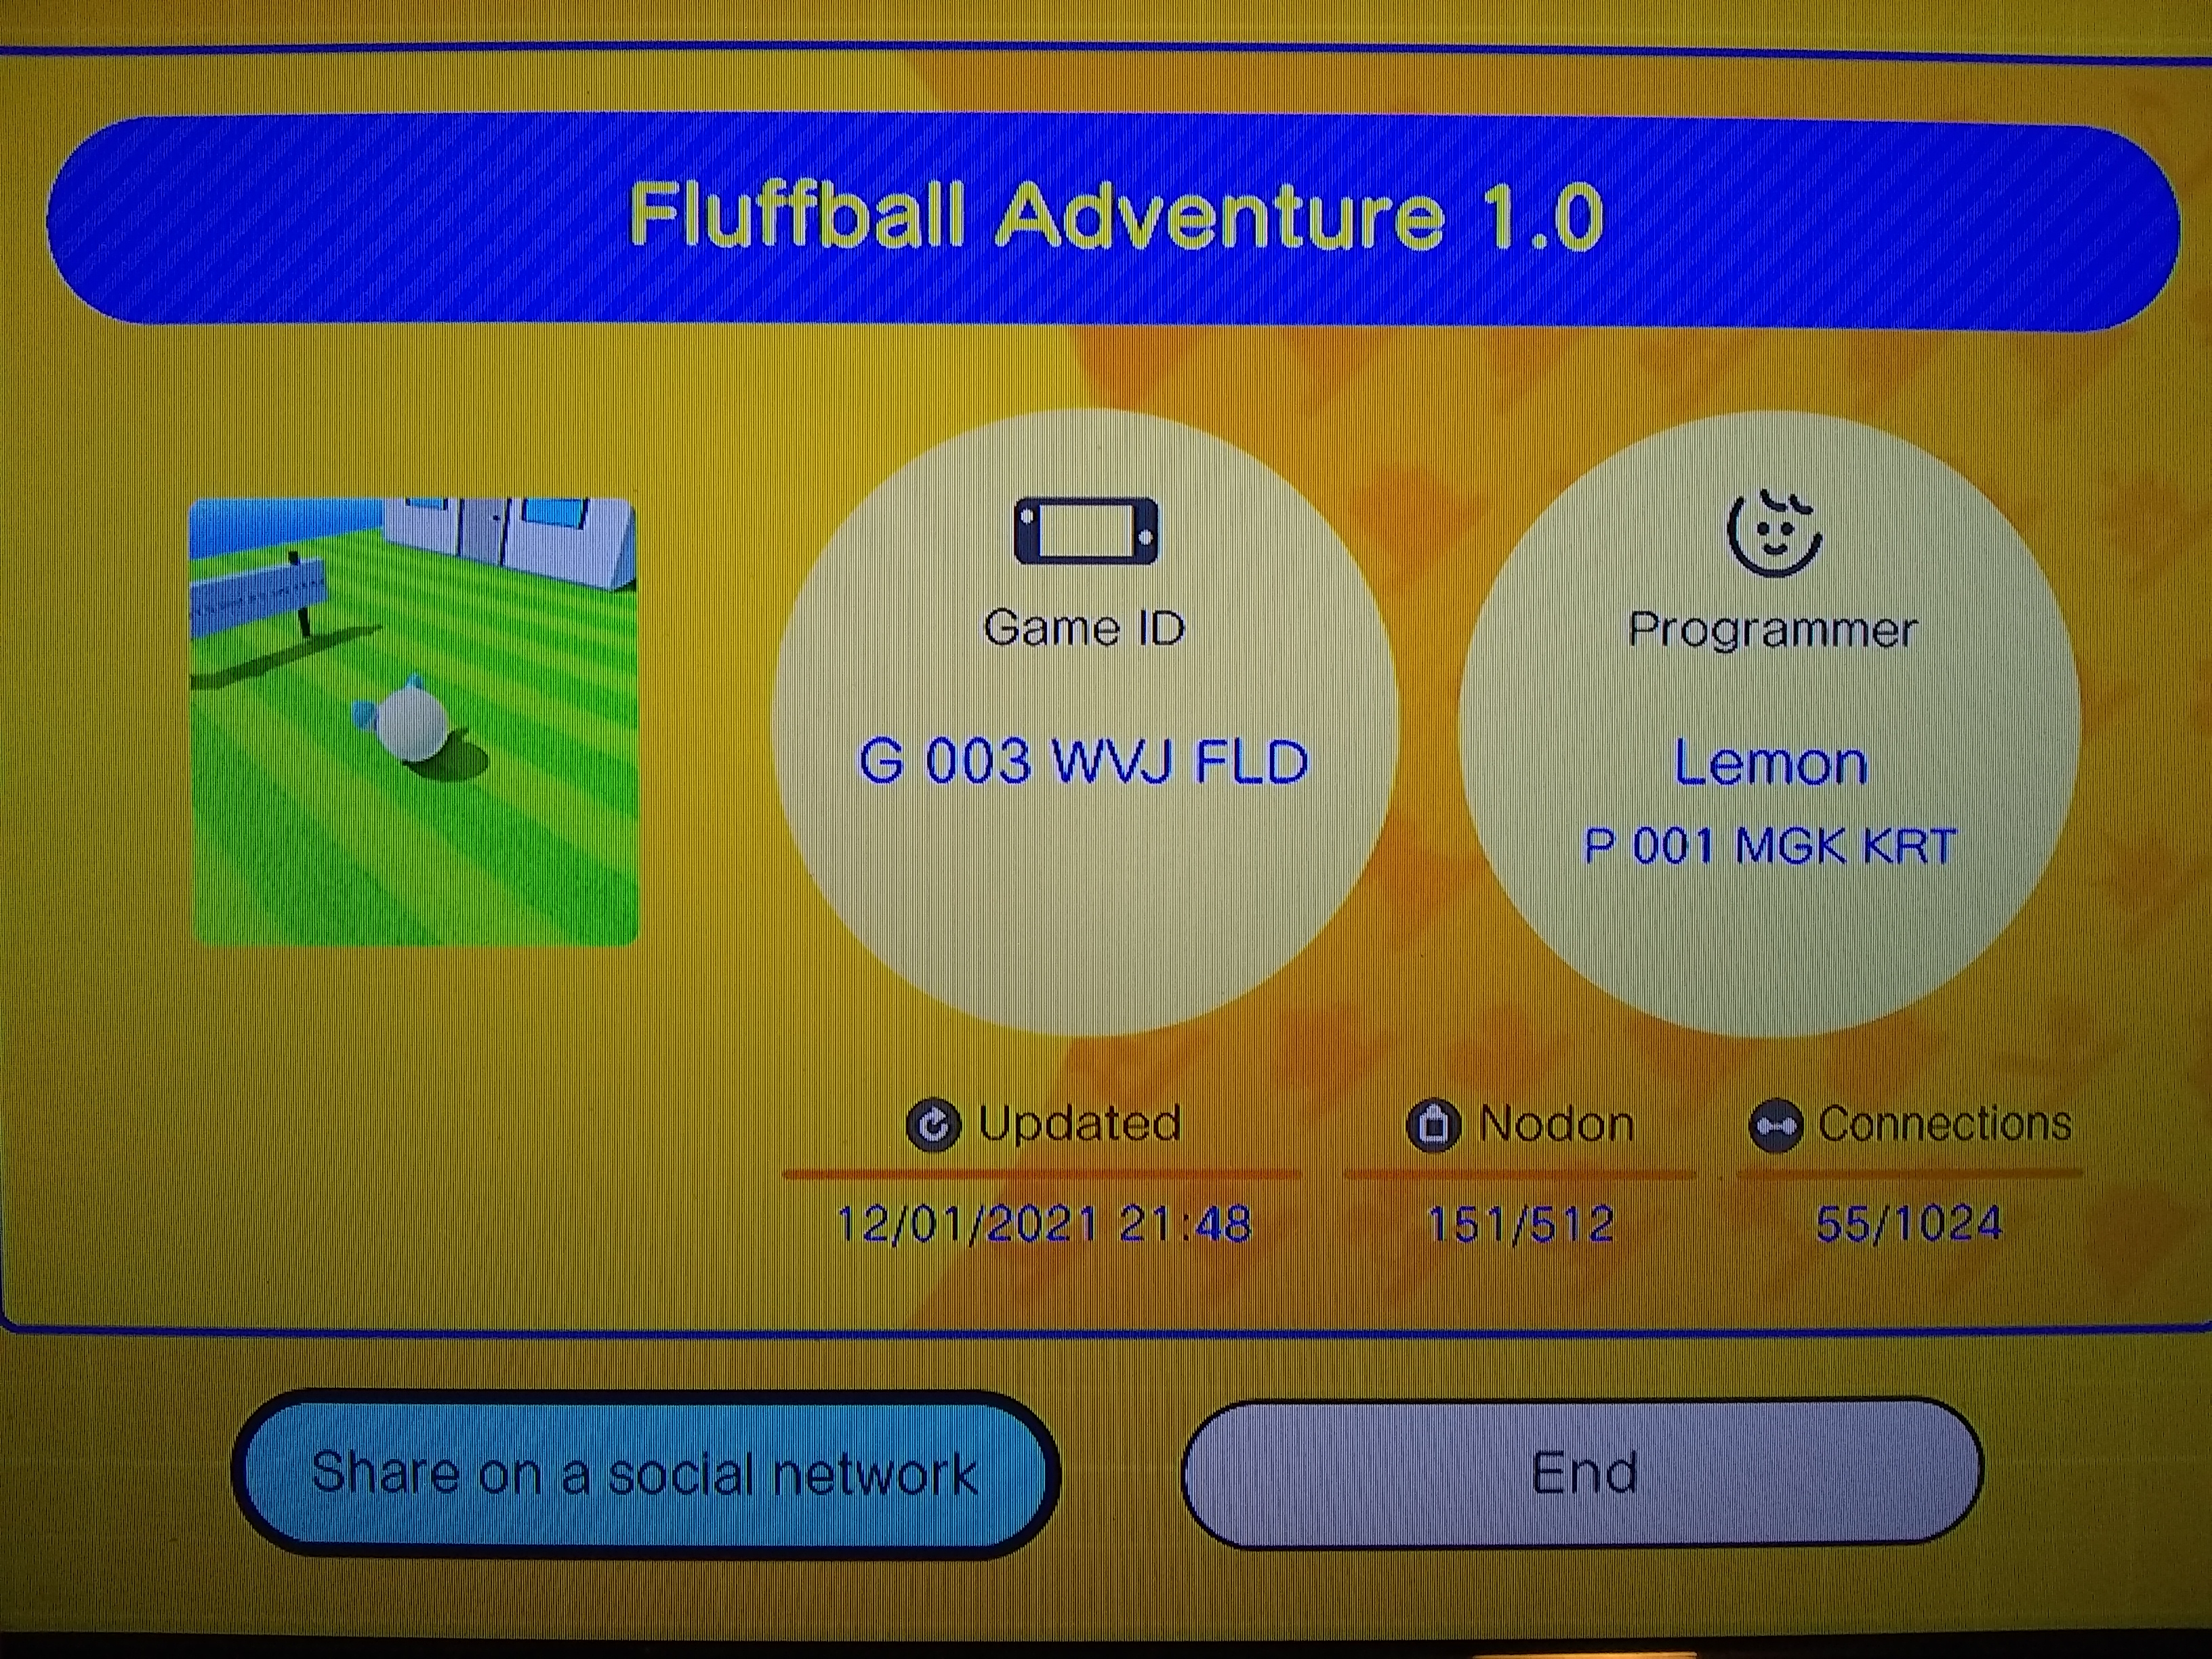 Fluffball Adventure 1.0
Game ID
G 003 WVJ FLD
Programmer
Lemon
P 001 MGK KRT
Updated
12/01/2021 21:48
Nodon
151/512
Connections
55/1024
Share on a social network
End